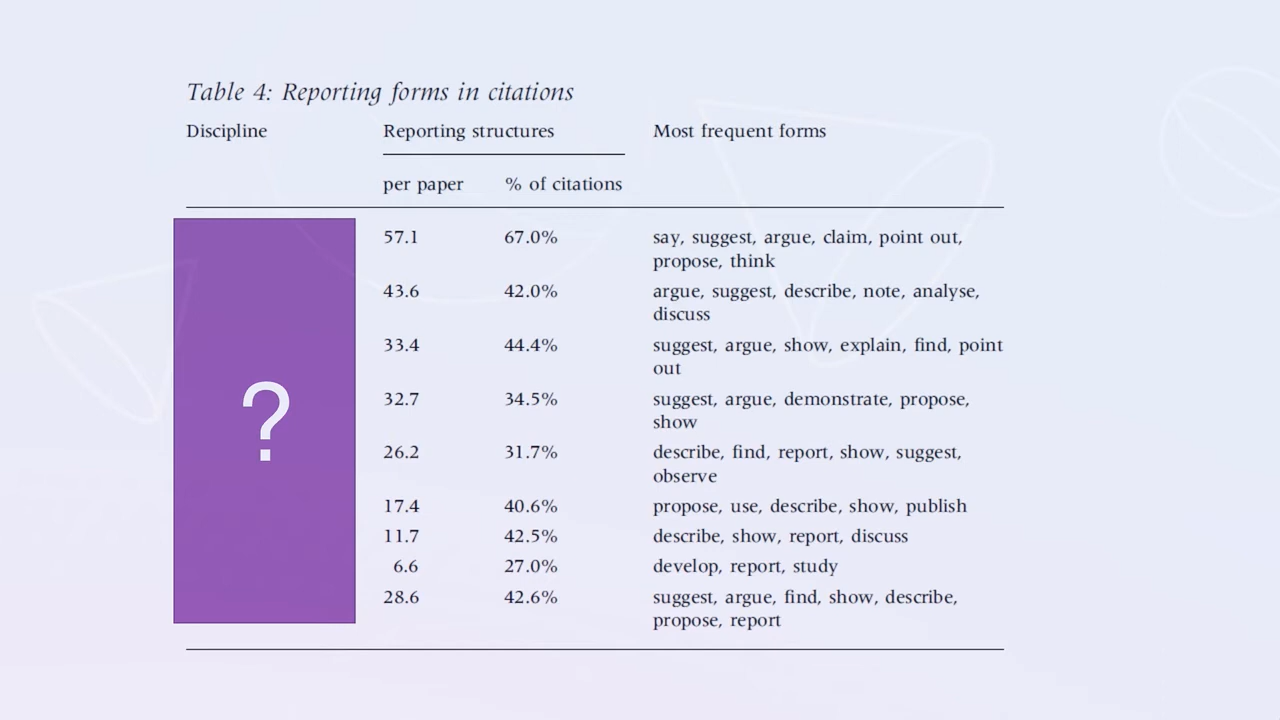 Table 4: Reporting forms in citations
Discipline Reporting structures Most frequent forms
per paper % of citations
57.1 67.0% say, suggest, argue, claim, point out,
propose, think
43.6 42.0% argue, suggest, describe, note, analyse,
discuss
33.4 44.4% suggest, argue, show, explain, find, point
out
32.7 34.5% suggest, argue, demonstrate, propose,
show
?
26.2 31.7% describe, find, report, show, suggest,
observe
17.4 40.6% propose, use, describe, show, publish
11.7 42.5% describe, show, report, discuss
6.6 27.0% develop, report, study
28.6 42.6% suggest, argue, find, show, describe,
propose, report